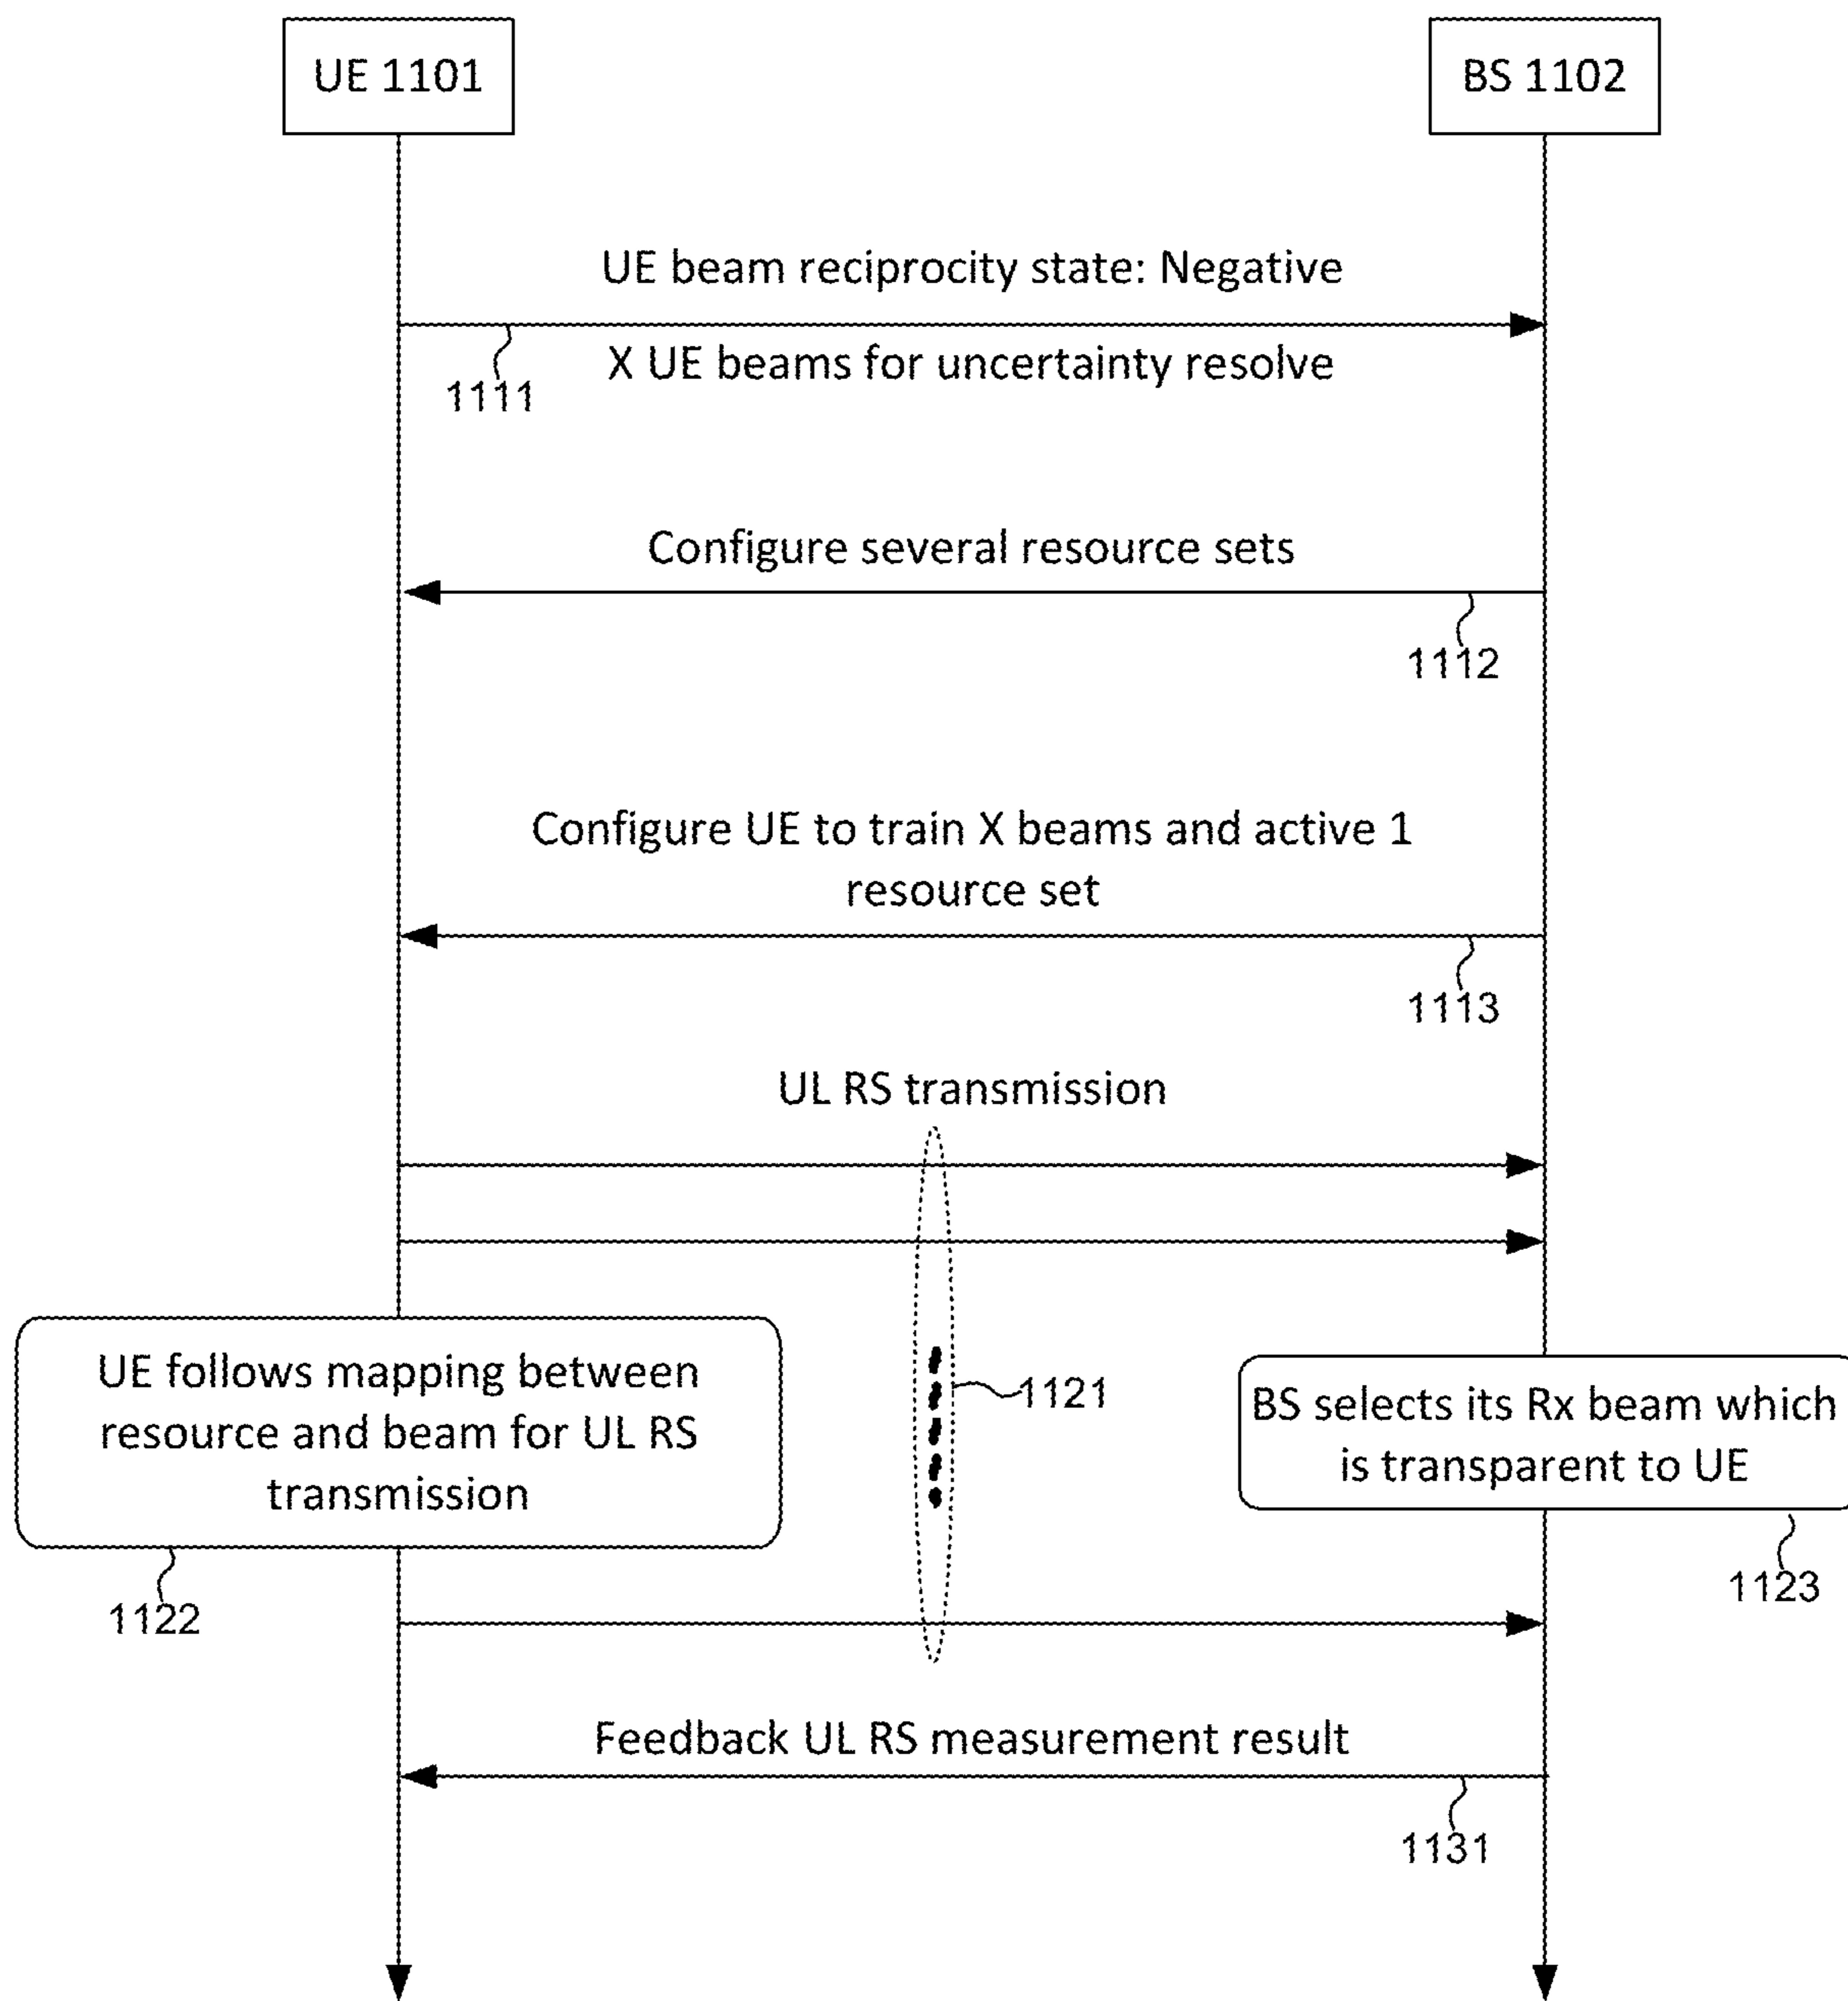 UE 1101
BS 1102
UE beam reciprocity state: Negative
X UE beams for uncertainty resolve
1111
Configure several resource sets
1112
Configure UE to train X beams and active 1
resource set
1113
UL RS transmission
UE follows mapping between
resource and beam for UL RS
transmission
1121
BS selects its Rx beam which
is transparent to UE
1122
1123
Feedback UL RS measurement result
1131